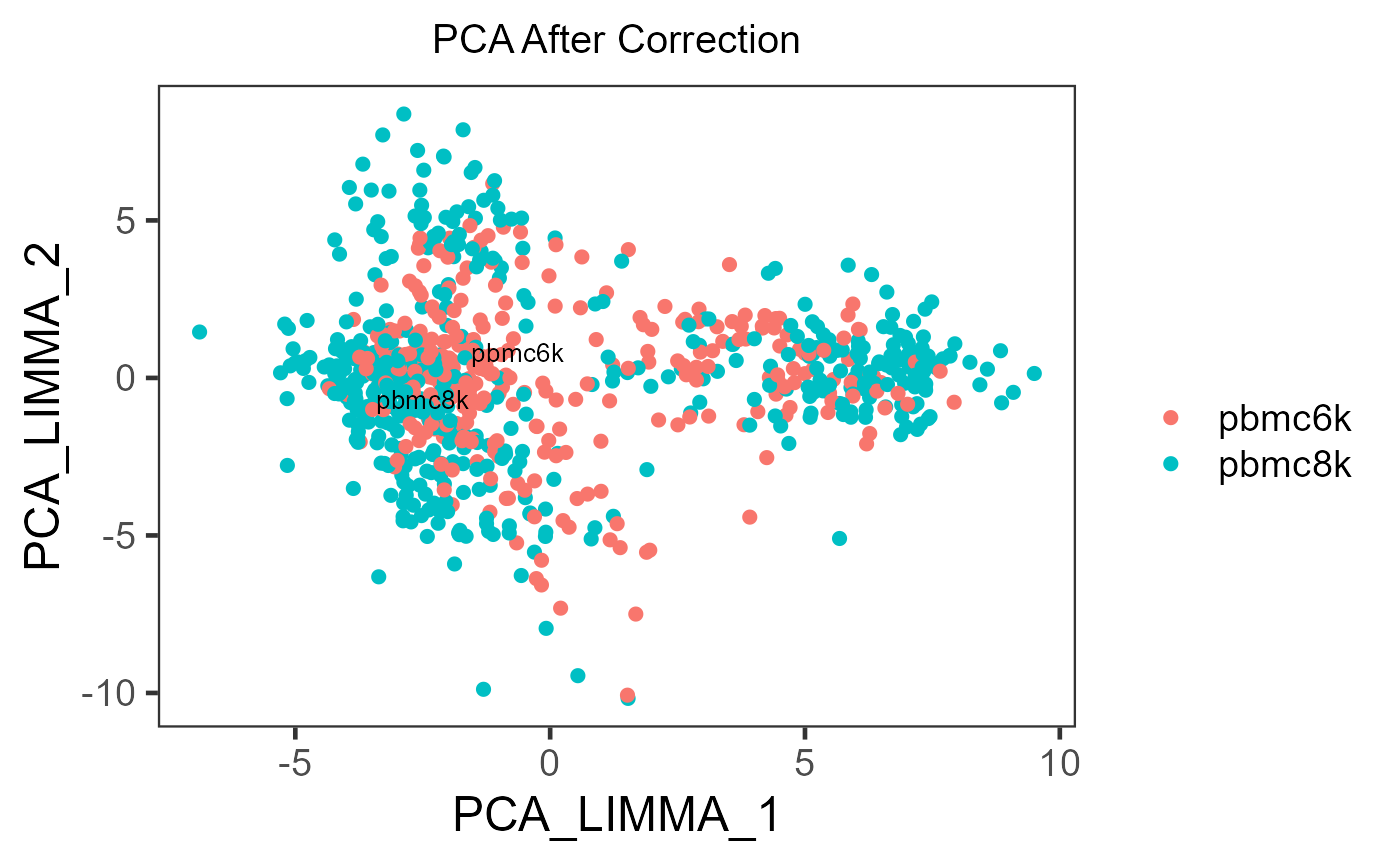 PCA After Correction
PCA_LIMMA_2
5
0
-5
-10
pbmc6k
pbmc8k
-5
0
5
10
PCA_LIMMA_1
pbmc6k
pbmc8k